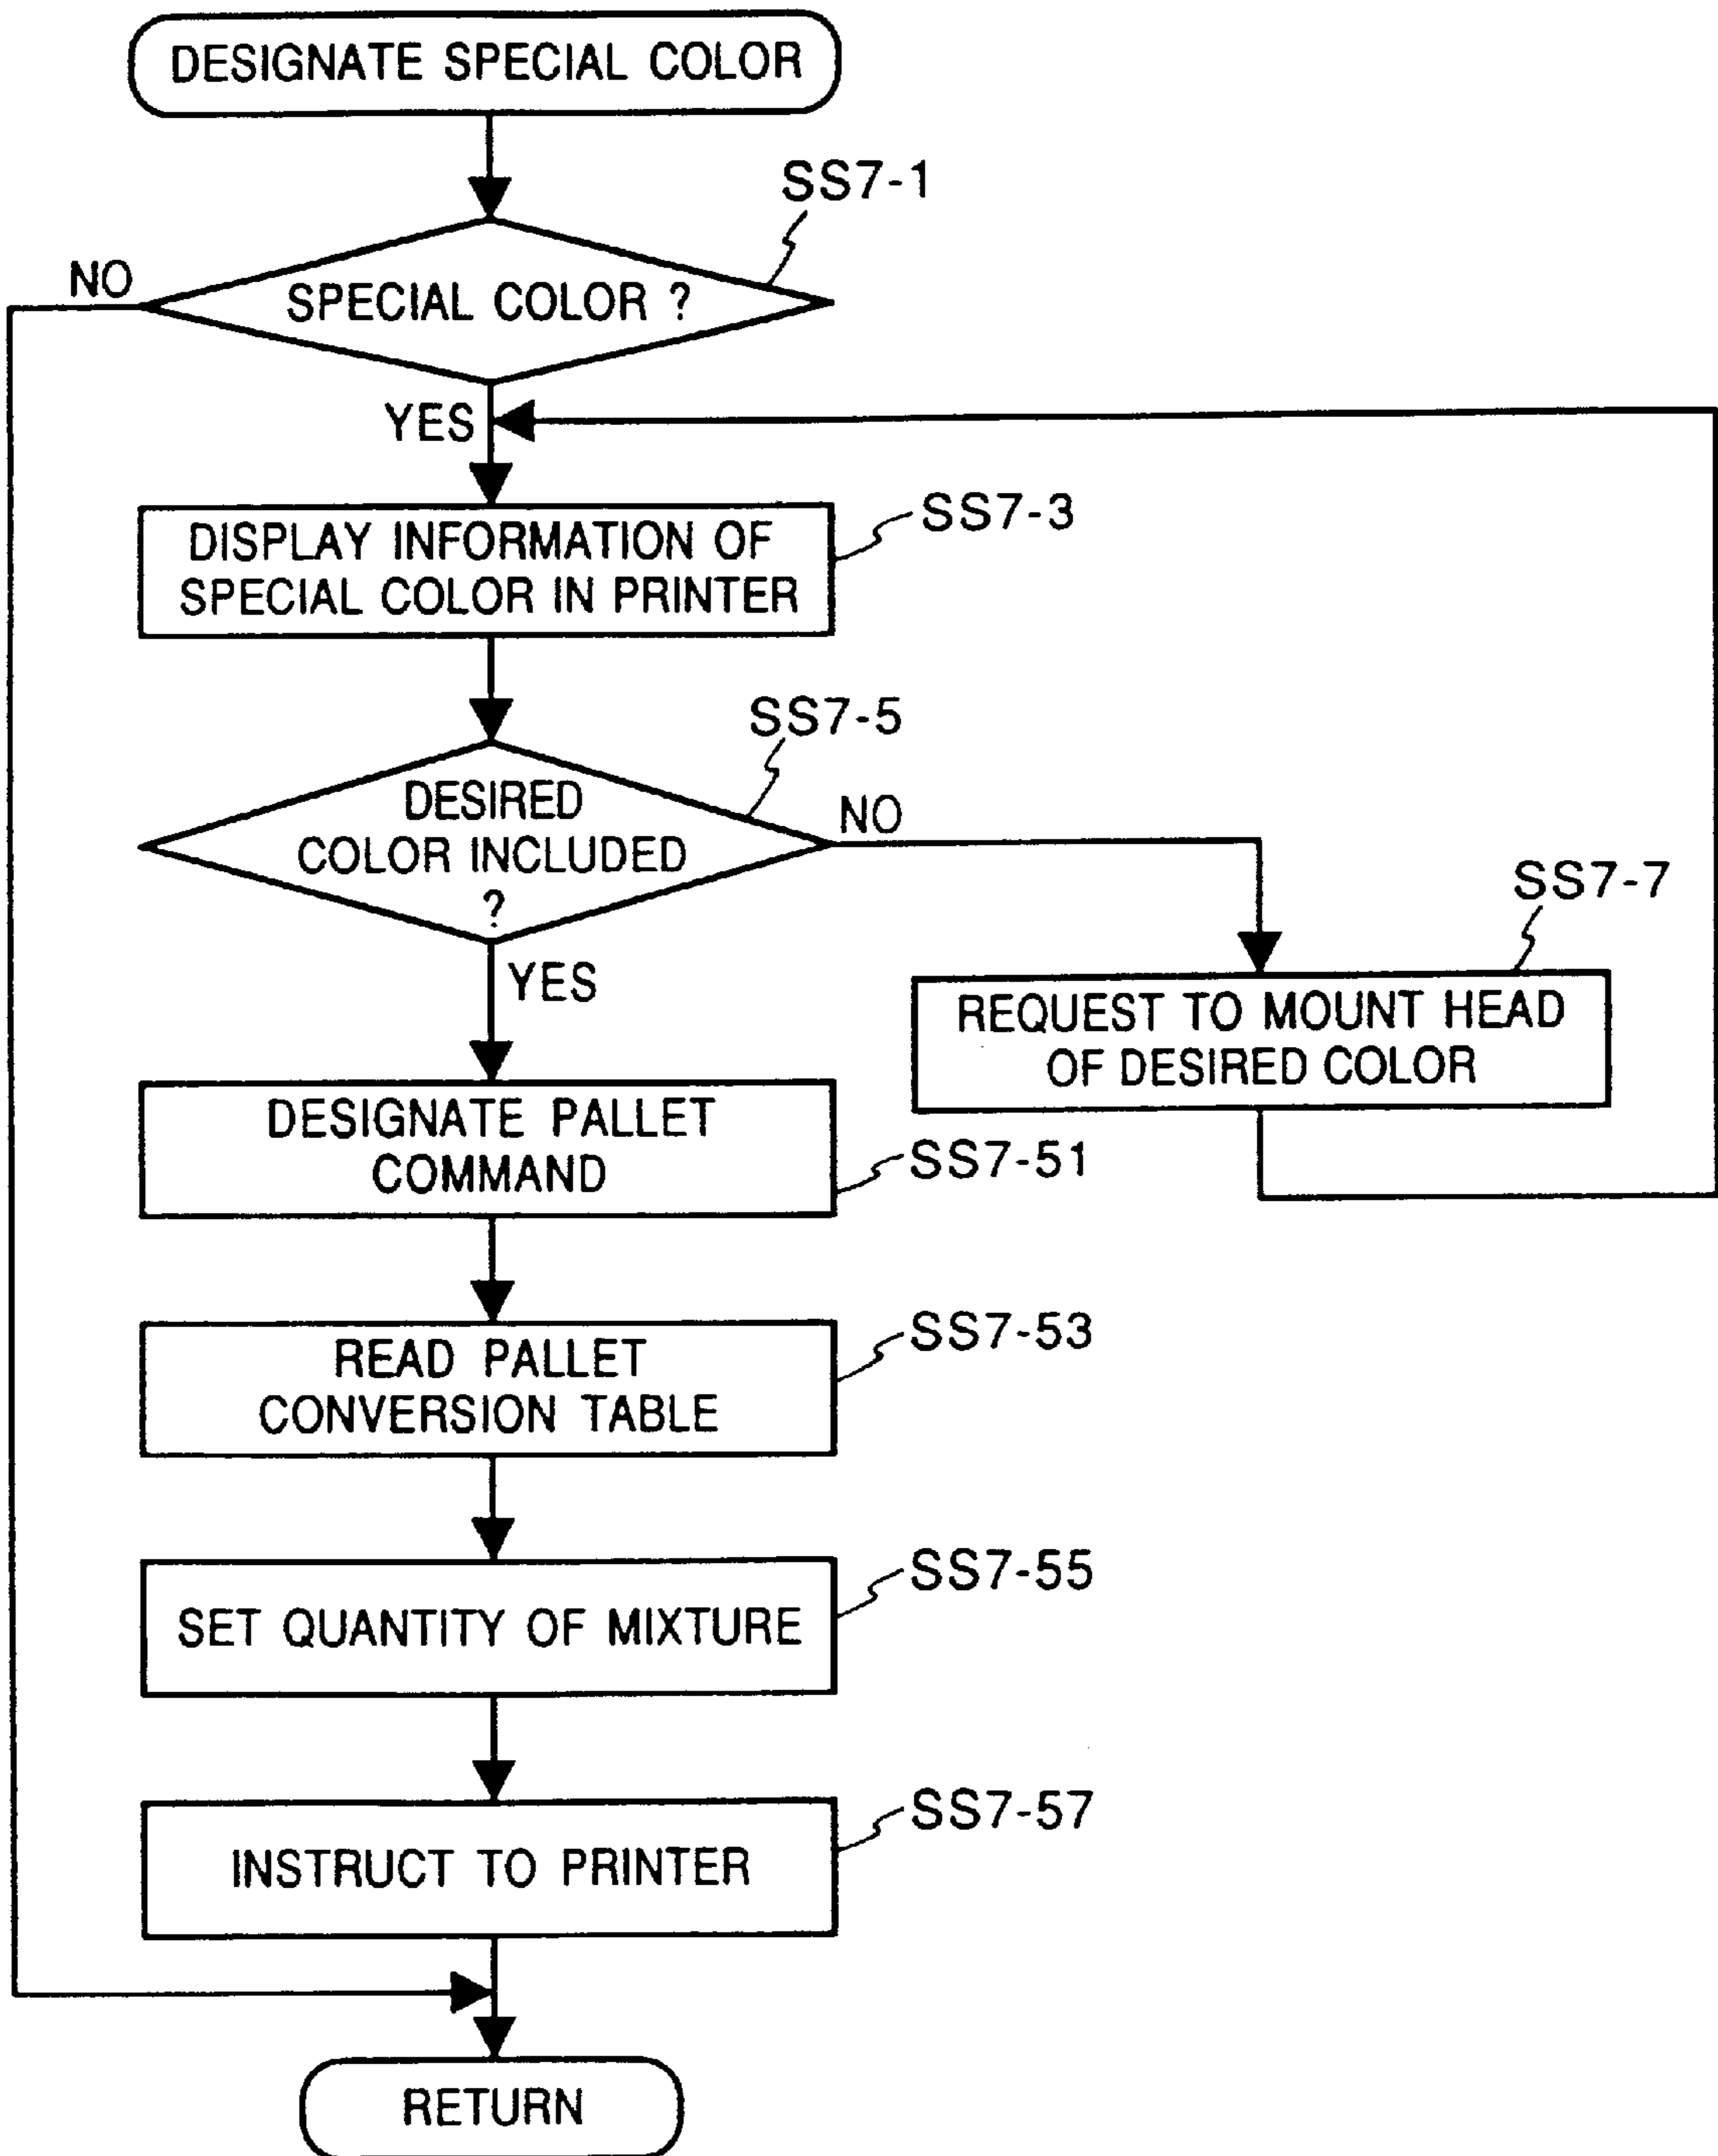 DESIGNATE SPECIAL COLOR
SS7-1
NO
SPECIAL COLOR ?
YES
SS7-3
DISPLAY INFORMATION OF
SPECIAL COLOR IN PRINTER
SS7-5
DESIRED
COLOR INCLUDED
?
NO
SS7-7
YES
REQUEST TO MOUNT HEAD
OF DESIRED COLOR
DESIGNATE PALLET
COMMAND
SS7-51
READ PALLET
CONVERSION TABLE
SS7-53
SS7-55
SET QUANTITY OF MIXTURE
SS7-57
INSTRUCT TO PRINTER
RETURN